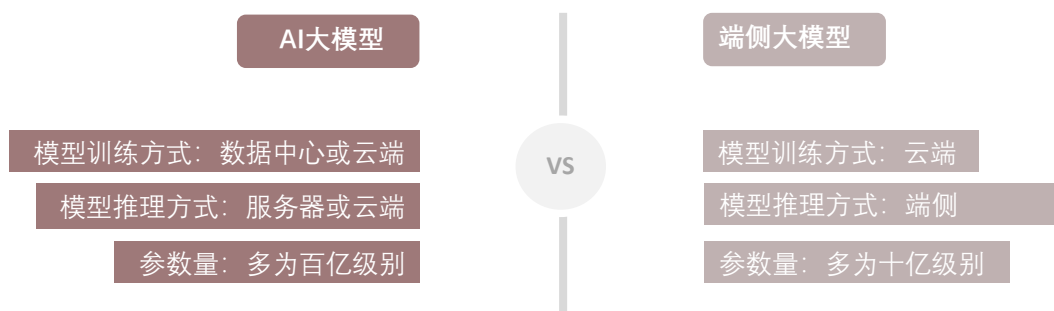 AI大模型
模型训练方式：数据中心或云端
模型推理方式：服务器或云端
参数量：多为百亿级别
VS
端侧大模型
模型训练方式：云端
模型推理方式：端侧
参数量：多为十亿级别